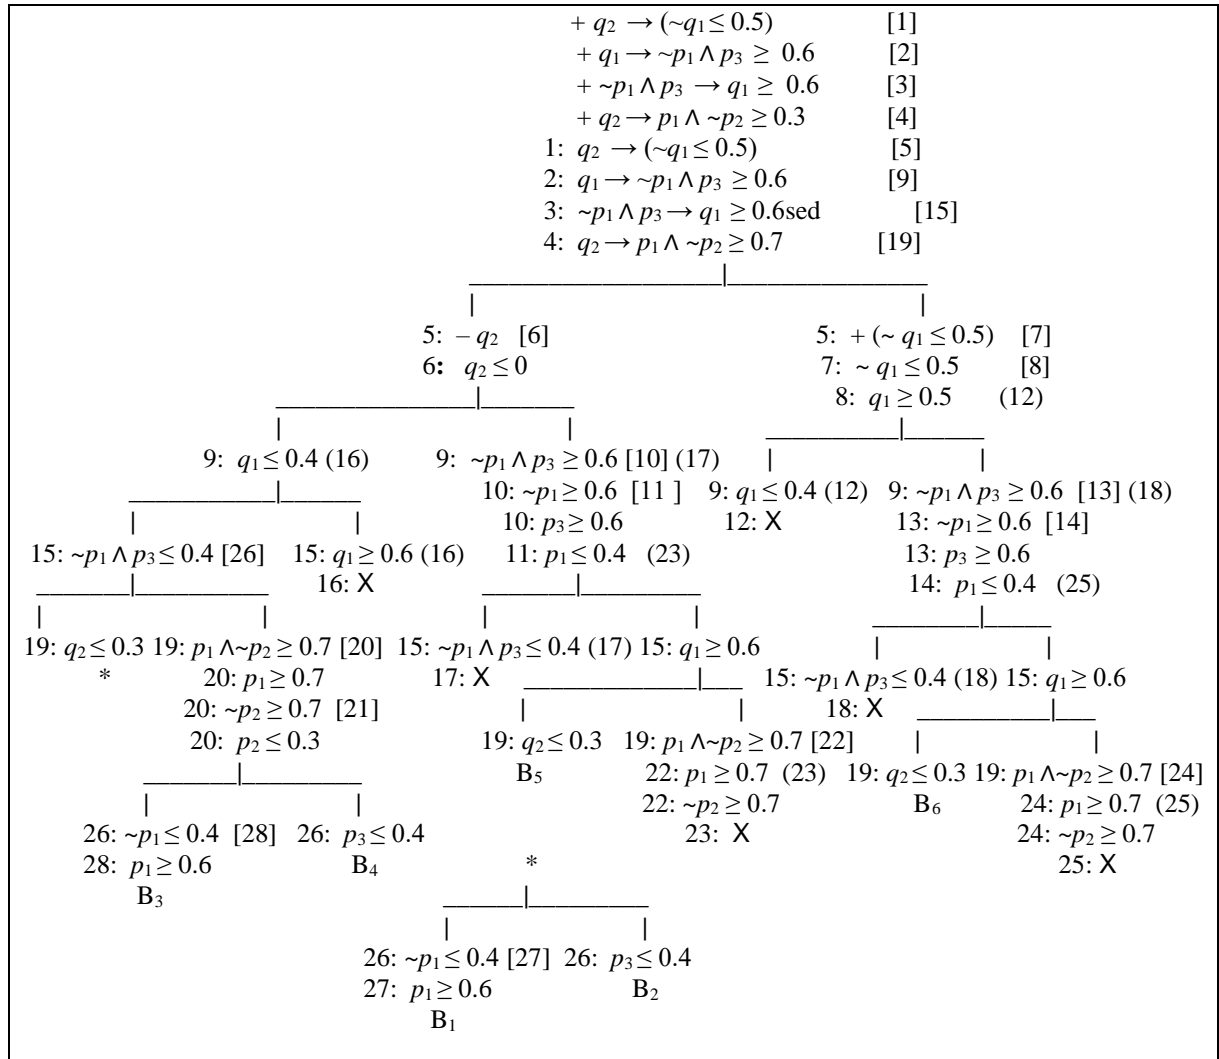 + q₂ → (~q₁ ≤ 0.5) [1]
+ q₁ → ~p₁ ∧ p₃ ≥ 0.6 [2]
+ ~p₁ ∧ p₃ → q₁ ≥ 0.6 [3]
+ q₂ → p₁ ∧ ~p₂ ≥ 0.3 [4]
1: q₂ → (~q₁ ≤ 0.5) [5]
2: q₁ → ~p₁ ∧ p₃ ≥ 0.6 [9]
3: ~p₁ ∧ p₃ → q₁ ≥ 0.6sed [15]
4: q₂ → p₁ ∧ ~p₂ ≥ 0.7 [19]
5: – q₂ [6] 5: + (~ q₁ ≤ 0.5) [7]
6: q₂ ≤ 0 7: ~ q₁ ≤ 0.5 [8]
8: q₁ ≥ 0.5 (12)
9: q₁ ≤ 0.4 (16) 9: ~p₁ ∧ p₃ ≥ 0.6 [10] (17)
10: ~p₁ ≥ 0.6 [11 ] 9: q₁ ≤ 0.4 (12) 9: ~p₁ ∧ p₃ ≥ 0.6 [13] (18)
10: p₃ ≥ 0.6 12: X 13: ~p₁ ≥ 0.6 [14]
15: ~p₁ ∧ p₃ ≤ 0.4 [26] 15: q₁ ≥ 0.6 (16) 11: p₁ ≤ 0.4 (23) 13: p₃ ≥ 0.6
16: X 14: p₁ ≤ 0.4 (25)
19: q₂ ≤ 0.3 19: p₁ ∧~p₂ ≥ 0.7 [20] 15: ~p₁ ∧ p₃ ≤ 0.4 (17) 15: q₁ ≥ 0.6
* 20: p₁ ≥ 0.7 17: X 15: ~p₁ ∧ p₃ ≤ 0.4 (18) 15: q₁ ≥ 0.6
20: ~p₂ ≥ 0.7 [21] 18: X
20: p₂ ≤ 0.3 19: q₂ ≤ 0.3 19: p₁ ∧~p₂ ≥ 0.7 [22]
B₅ 22: p₁ ≥ 0.7 (23) 19: q₂ ≤ 0.3 19: p₁ ∧~p₂ ≥ 0.7 [24]
22: ~p₂ ≥ 0.7 B₆ 24: p₁ ≥ 0.7 (25)
26: ~p₁ ≤ 0.4 [28] 26: p₃ ≤ 0.4 23: X 24: ~p₂ ≥ 0.7
28: p₁ ≥ 0.6 B₄ * 25: X
B₃
26: ~p₁ ≤ 0.4 [27] 26: p₃ ≤ 0.4
27: p₁ ≥ 0.6 B₂
B₁